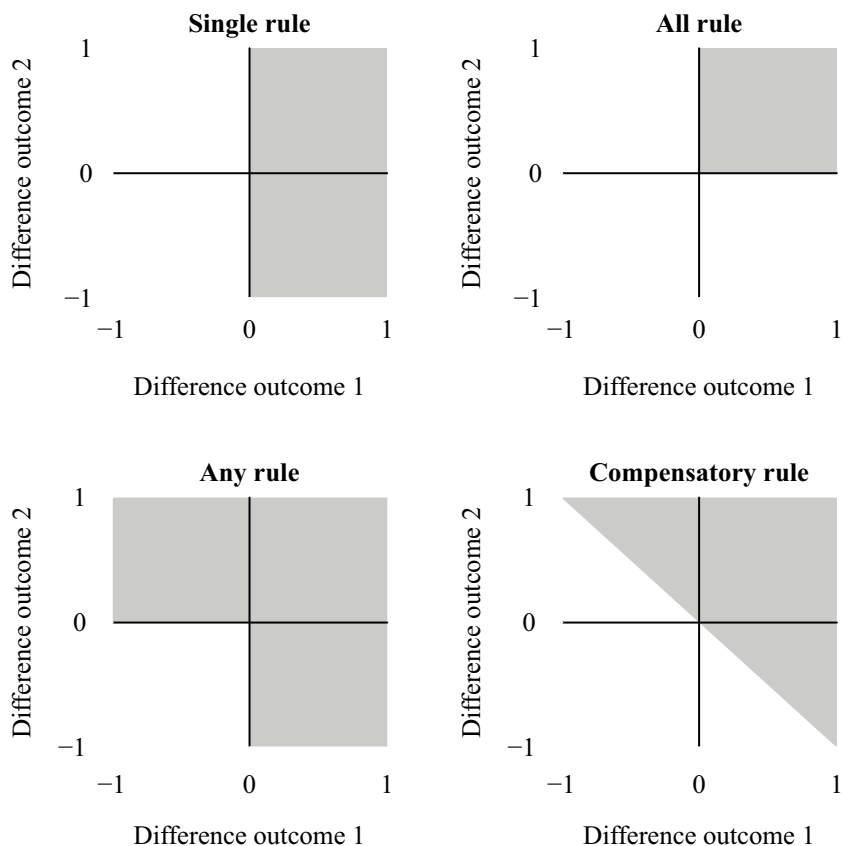 Single rule
1
0
−1
−1 0 1
Difference outcome 2
Difference outcome 1
All rule
1
0
−1
−1 0 1
Difference outcome 2
Difference outcome 1
Any rule
1
0
−1
−1 0 1
Difference outcome 2
Difference outcome 1
Compensatory rule
1
0
−1
−1 0 1
Difference outcome 2
Difference outcome 1